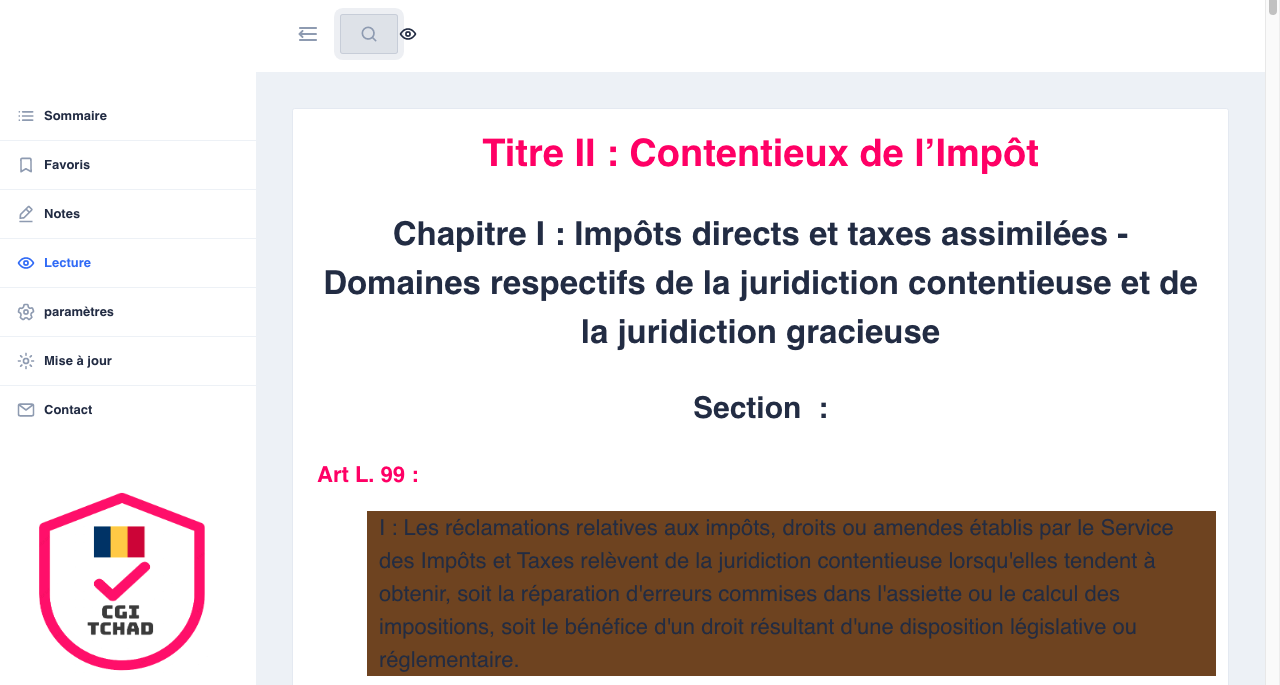 Sommaire
Favoris
Notes
Lecture
paramètres
Mise à jour
Contact
CGI
TCHAD
Titre II : Contentieux de l’Impôt
Chapitre I : Impôts directs et taxes assimilées -
Domaines respectifs de la juridiction contentieuse et de
la juridiction gracieuse
Section  :
Art L. 99 :
I : Les réclamations relatives aux impôts, droits ou amendes établis par le Service
des Impôts et Taxes relèvent de la juridiction contentieuse lorsqu'elles tendent à
obtenir, soit la réparation d'erreurs commises dans l'assiette ou le calcul des
impositions, soit le bénéfice d'un droit résultant d'une disposition législative ou
réglementaire.